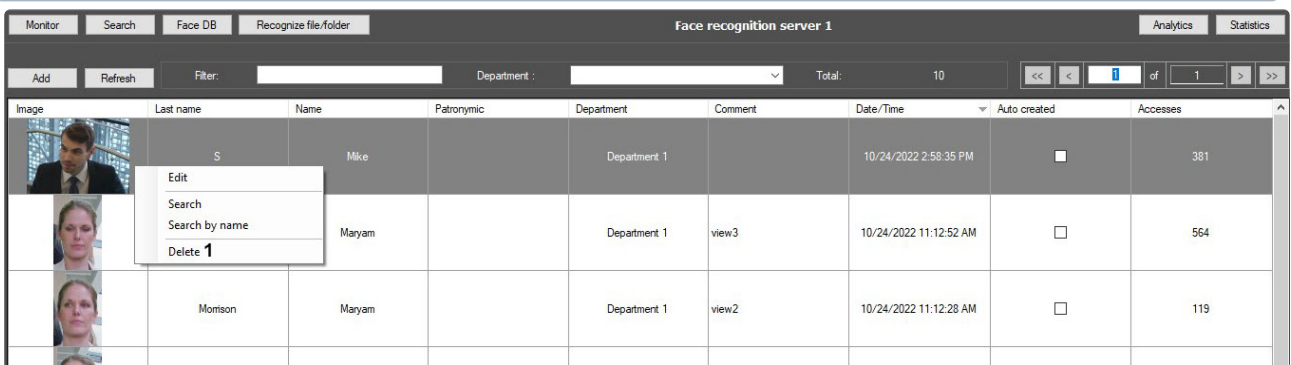 Monitor Search Face DB Recognize file/folder Face recognition server 1 Analytics Statistics
Add Refresh Filter: Department : Total: 10 << < 1 of 1 > >>
Image Last name Name Patronymic Department Comment Date/Time Auto created Accesses
S Mike Department 1 10/24/2022 2:58:35 PM 381
Edit
Search
Search by name
Delete 1
Maryam Department 1 view3 10/24/2022 11:12:52 AM 564
Morrison Maryam Department 1 view2 10/24/2022 11:12:28 AM 119